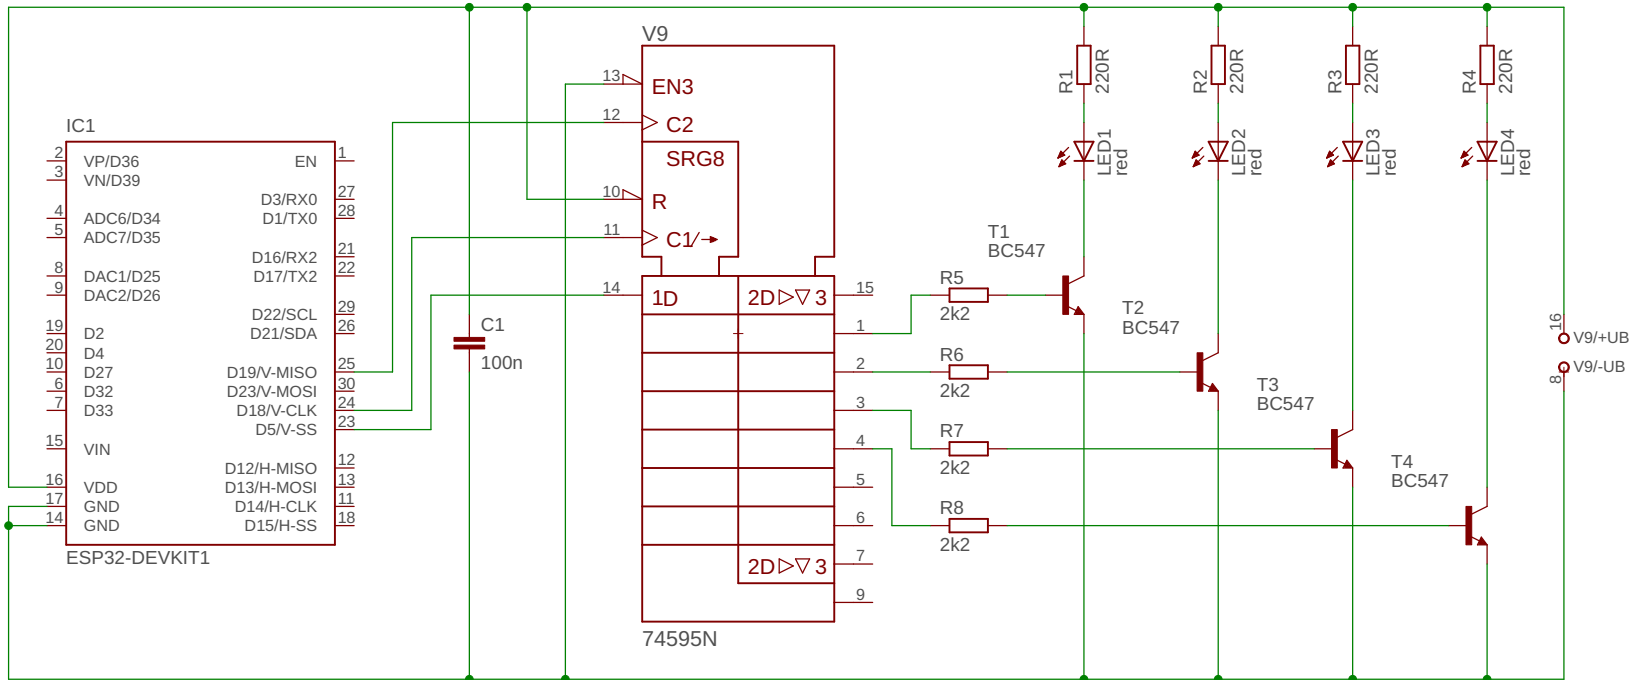 IC1
2 VP/D36 EN 1
3 VN/D39
D3/RX0 27
4 ADC6/D34 D1/TX0 28
5 ADC7/D35
D16/RX2 21
8 DAC1/D25 D17/TX2 22
9 DAC2/D26
D22/SCL 29
19 D2 D21/SDA 26
20 D4
10 D27 D19/V-MISO 25
6 D32 D23/V-MOSI 30
7 D33 D18/V-CLK 24
D5/V-SS 23
15 VIN
D12/H-MISO 12
16 VDD D13/H-MOSI 13
17 GND D14/H-CLK 11
14 GND D15/H-SS 18
ESP32-DEVKIT1
C1
100n
V9
13 EN3
12 C2
SRG8
10 R
11 C1/
14 1D 2D 3 15
1
2
3
4
5
6
2D 3 7
9
74595N
R5
2k2
R6
2k2
R7
2k2
R8
2k2
R1
220R
R2
220R
R3
220R
R4
220R
LED1
red
LED2
red
LED3
red
LED4
red
T1
BC547
T2
BC547
T3
BC547
T4
BC547
16
V9/+UB
V9/-UB
8